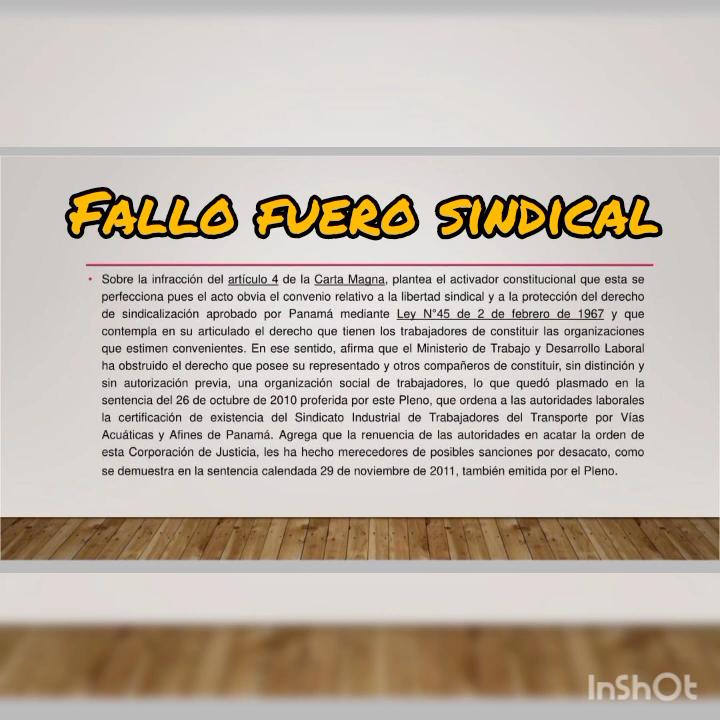 FALLO FUERO SINDICAL
• Sobre la infracción del artículo 4 de la Carta Magna, plantea el activador constitucional que esta se
perfecciona pues el acto obvia el convenio relativo a la libertad sindical y a la protección del derecho
de sindicalización aprobado por Panamá mediante Ley N°45 de 2 de febrero de 1967 y que
contempla en su articulado el derecho que tienen los trabajadores de constituir las organizaciones
que estimen convenientes. En ese sentido, afirma que el Ministerio de Trabajo y Desarrollo Laboral
ha obstruido el derecho que posee su representado y otros compañeros de constituir, sin distinción y
sin autorización previa, una organización social de trabajadores, lo que quedó plasmado en la
sentencia del 26 de octubre de 2010 proferida por este Pleno, que ordena a las autoridades laborales
la certificación de existencia del Sindicato Industrial de Trabajadores del Transporte por Vías
Acuáticas y Afines de Panamá. Agrega que la renuencia de las autoridades en acatar la orden de
esta Corporación de Justicia, les ha hecho merecedores de posibles sanciones por desacato, como
se demuestra en la sentencia calendada 29 de noviembre de 2011, también emitida por el Pleno.
InShOt